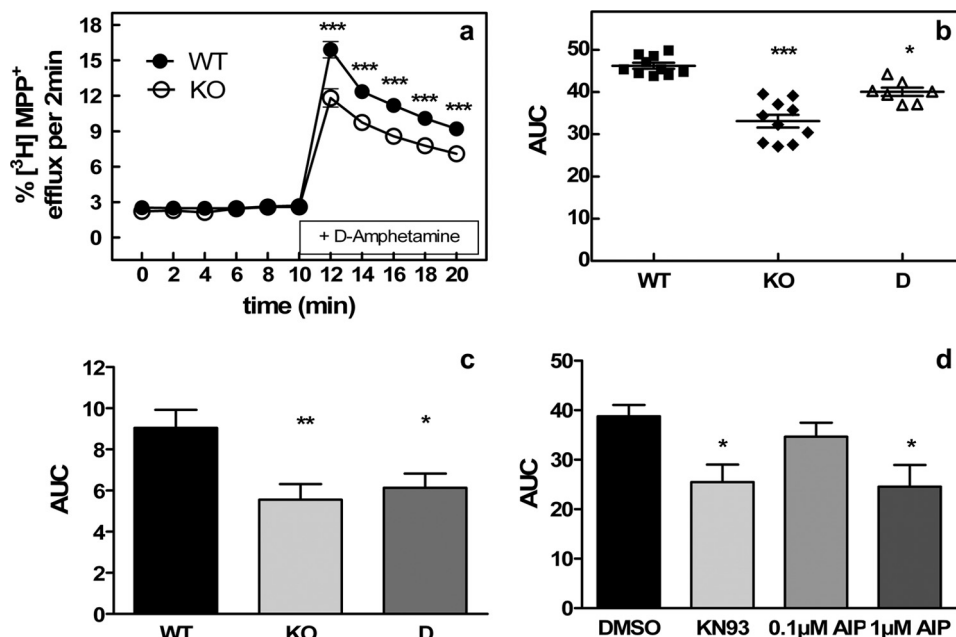 a
% [³H] MPP⁺
efflux per 2min
18
15
12
9
6
3
0
WT
KO
***
***
***
***
***
+ D-Amphetamine
0 2 4 6 8 10 12 14 16 18 20
time (min)
b
AUC
50
40
30
20
10
0
***
*
WT KO D
c
AUC
12
10
8
6
4
2
0
**
*
WT KO D
d
AUC
50
40
30
20
10
0
*
*
DMSO KN93 0.1µM AIP 1µM AIP